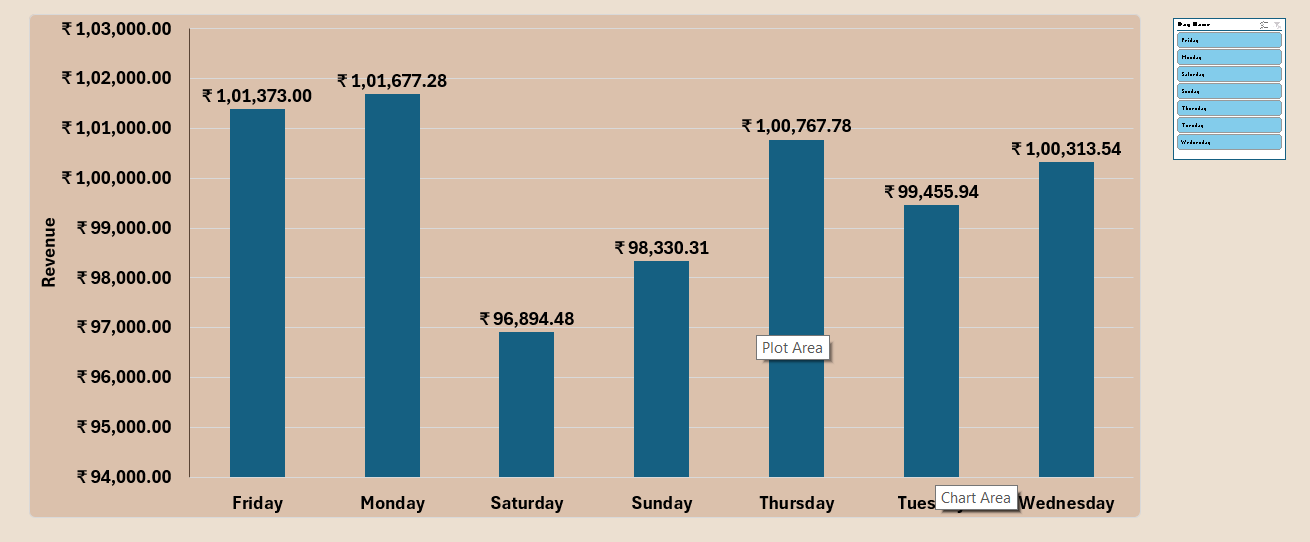 ₹ 1,03,000.00
₹ 1,02,000.00
₹ 1,01,000.00
₹ 1,00,000.00
₹ 99,000.00
₹ 98,000.00
₹ 97,000.00
₹ 96,000.00
₹ 95,000.00
₹ 94,000.00
Revenue
₹ 1,01,373.00
₹ 1,01,677.28
₹ 96,894.48
₹ 98,330.31
₹ 1,00,767.78
₹ 99,455.94
₹ 1,00,313.54
Plot Area
Chart Area
Friday Monday Saturday Sunday Thursday Wednesday
Day Name
Friday
Monday
Saturday
Sunday
Thursday
Tuesday
Wednesday